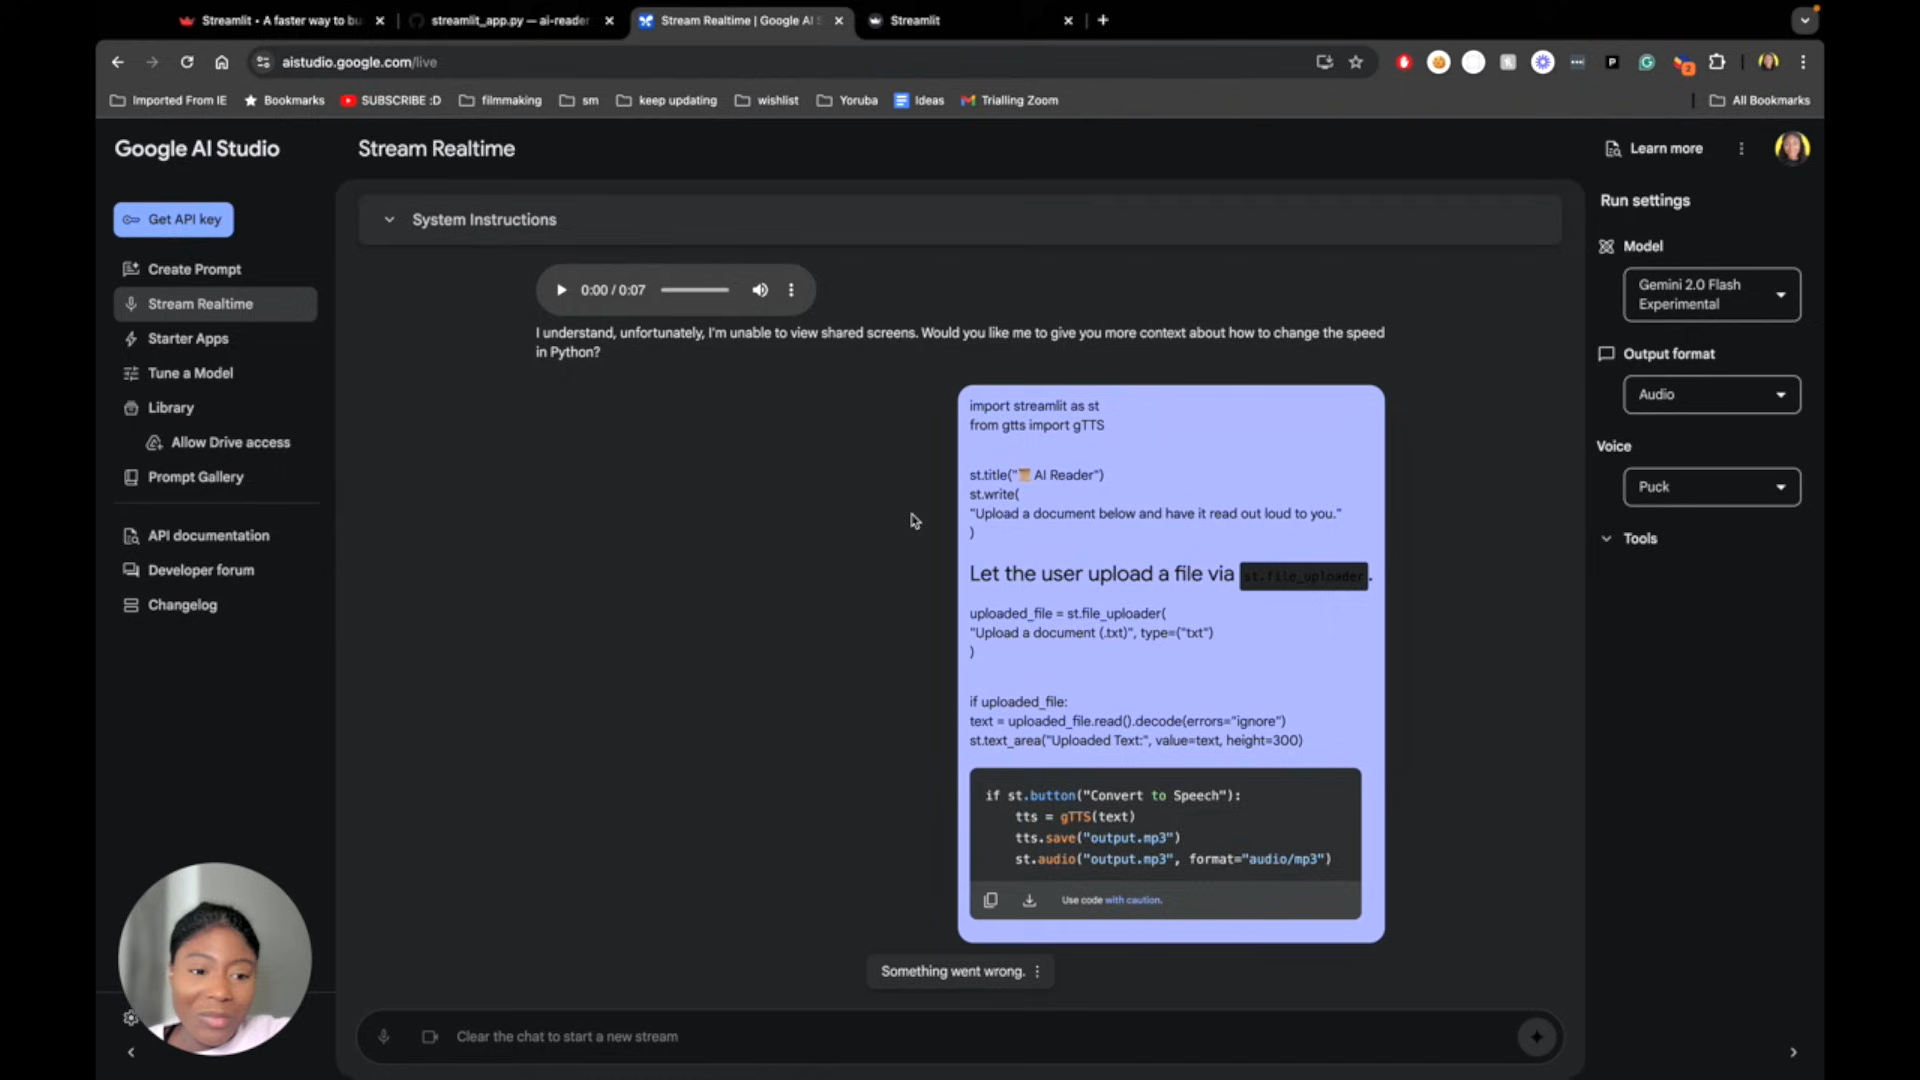 Streamlit • A faster way to bu
streamlit_app.py — ai-reader
Stream Realtime | Google AI S
Streamlit
aistudio.google.com/live
2
Imported From IE
Bookmarks
SUBSCRIBE :D
filmmaking
sm
keep updating
wishlist
Yoruba
Ideas
Trialling Zoom
All Bookmarks
Google AI Studio
Stream Realtime
Learn more
Get API key
Create Prompt
Stream Realtime
Starter Apps
Tune a Model
Library
Allow Drive access
Prompt Gallery
API documentation
Developer forum
Changelog
System Instructions
0:00 / 0:07
I understand, unfortunately, I'm unable to view shared screens. Would you like me to give you more context about how to change the speed
in Python?
import streamlit as st
from gtts import gTTS
st.title("📜 AI Reader")
st.write(
"Upload a document below and have it read out loud to you."
)
Let the user upload a file via st.file_uploader.
uploaded_file = st.file_uploader(
"Upload a document (.txt)", type=("txt")
)
if uploaded_file:
text = uploaded_file.read().decode(errors="ignore")
st.text_area("Uploaded Text:", value=text, height=300)
if st.button("Convert to Speech"):
tts = gTTS(text)
tts.save("output.mp3")
st.audio("output.mp3", format="audio/mp3")
Use code with caution.
Something went wrong.
Clear the chat to start a new stream
Run settings
Model
Gemini 2.0 Flash
Experimental
Output format
Audio
Voice
Puck
Tools